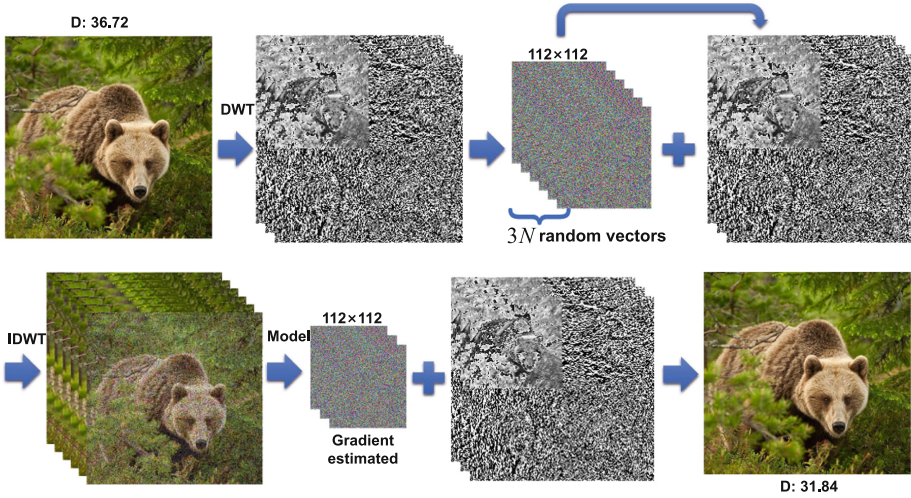 D: 36.72
DWT
112×112
3N random vectors
IDWT
Model
112×112
Gradient
estimated
D: 31.84